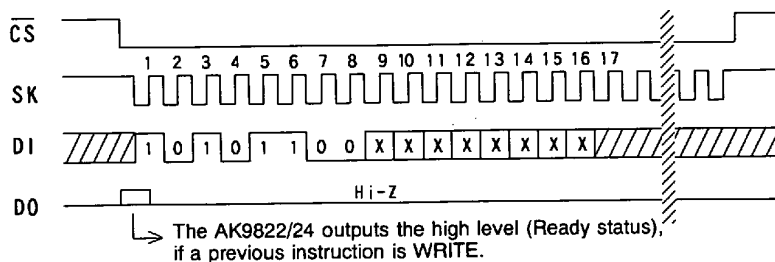 CS
1 2 3 4 5 6 7 8 9 10 11 12 13 14 15 16 17
SK
DI 1 0 1 0 1 1 0 0 X X X X X X X X
Hi-Z
DO
The AK9822/24 outputs the high level (Ready status),
if a previous instruction is WRITE.